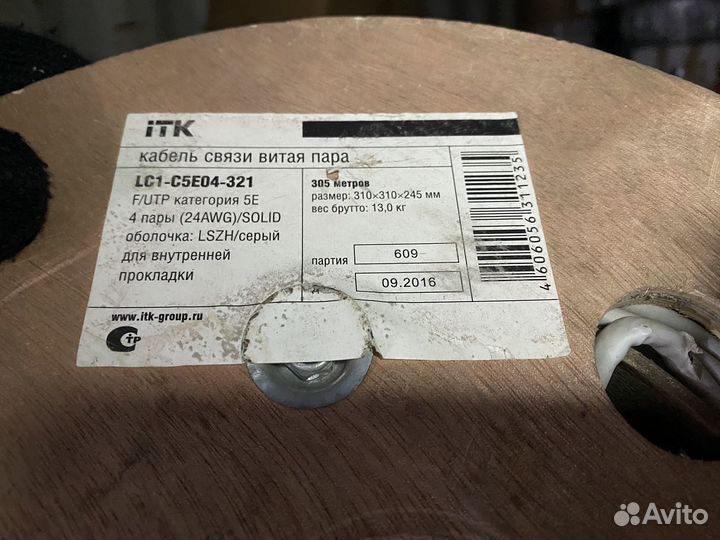 iTK
кабель связи витая пара
LC1-C5E04-321
F/UTP категория 5E
4 пары (24AWG)/SOLID
оболочка: LSZH/серый
для внутренней
прокладки
305 метров
размер: 310×310×245 мм
вес брутто: 13,0 кг
партия 609
09.2016
4606056311235
www.itk-group.ru
СТР
Avito